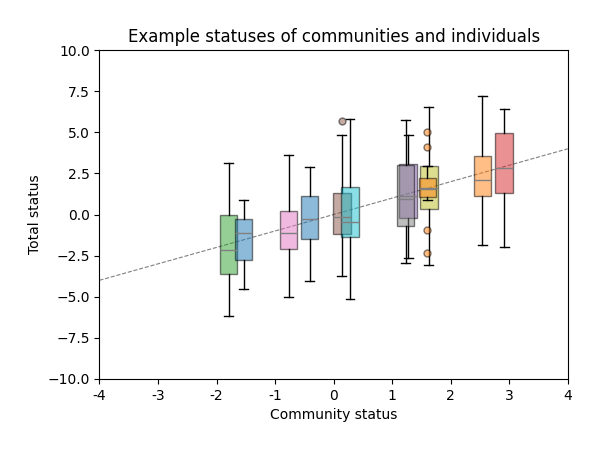 Example statuses of communities and individuals
10.0
7.5
5.0
2.5
0.0
−2.5
−5.0
−7.5
−10.0
Total status
-4 -3 -2 -1 0 1 2 3 4
Community status